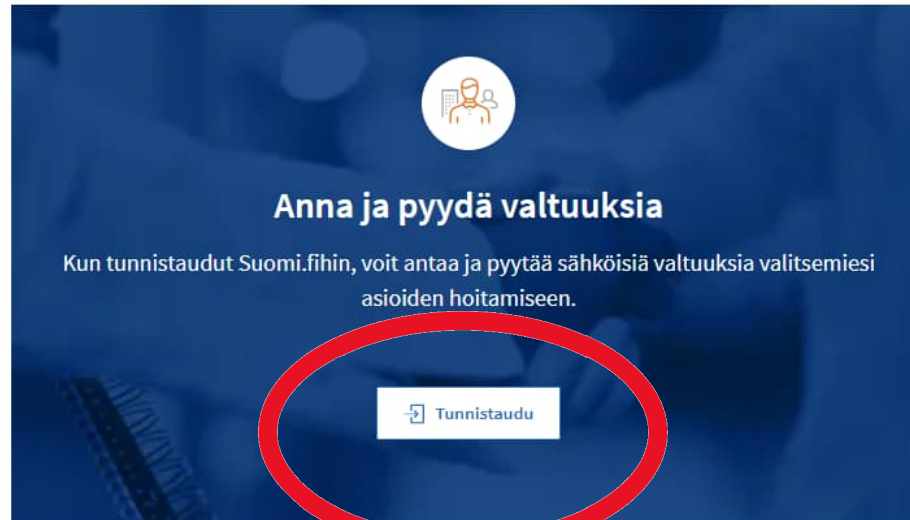 Anna ja pyydä valtuuksia
Kun tunnistaudut Suomi.fihin, voit antaa ja pyytää sähköisiä valtuuksia valitsemiesi
asioiden hoitamiseen.
Tunnistaudu